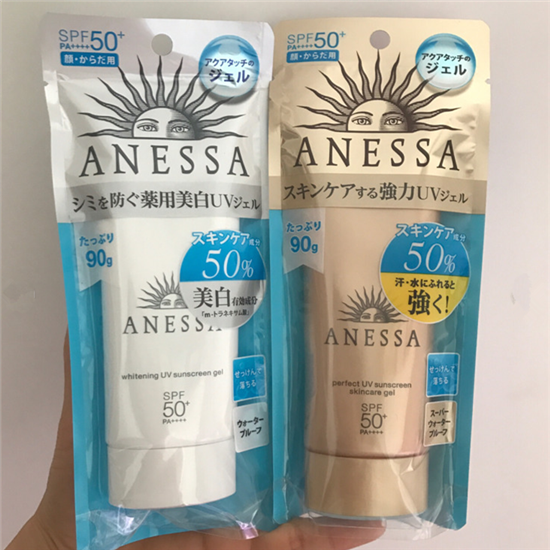 SPF50+
PA++++
顔・からだ用
アクアタッチの
ジェル
ANESSA
シミを防ぐ薬用美白UVジェル
たっぷり
90g
スキンケア成分
50%
美白有効成分
「m-トラネキサム酸」
ANESSA
whitening UV sunscreen gel
SPF
50+
PA++++
せっけんで
落ちる
ウォーター
プルーフ
SPF50+
PA++++
顔・からだ用
アクアタッチの
ジェル
ANESSA
スキンケアする強力UVジェル
たっぷり
90g
スキンケア成分
50%
汗・水にふれると
強く!
ANESSA
perfect UV sunscreen
skincare gel
SPF
50+
PA++++
せっけんで
落ちる
スーパー
ウォーター
プルーフ